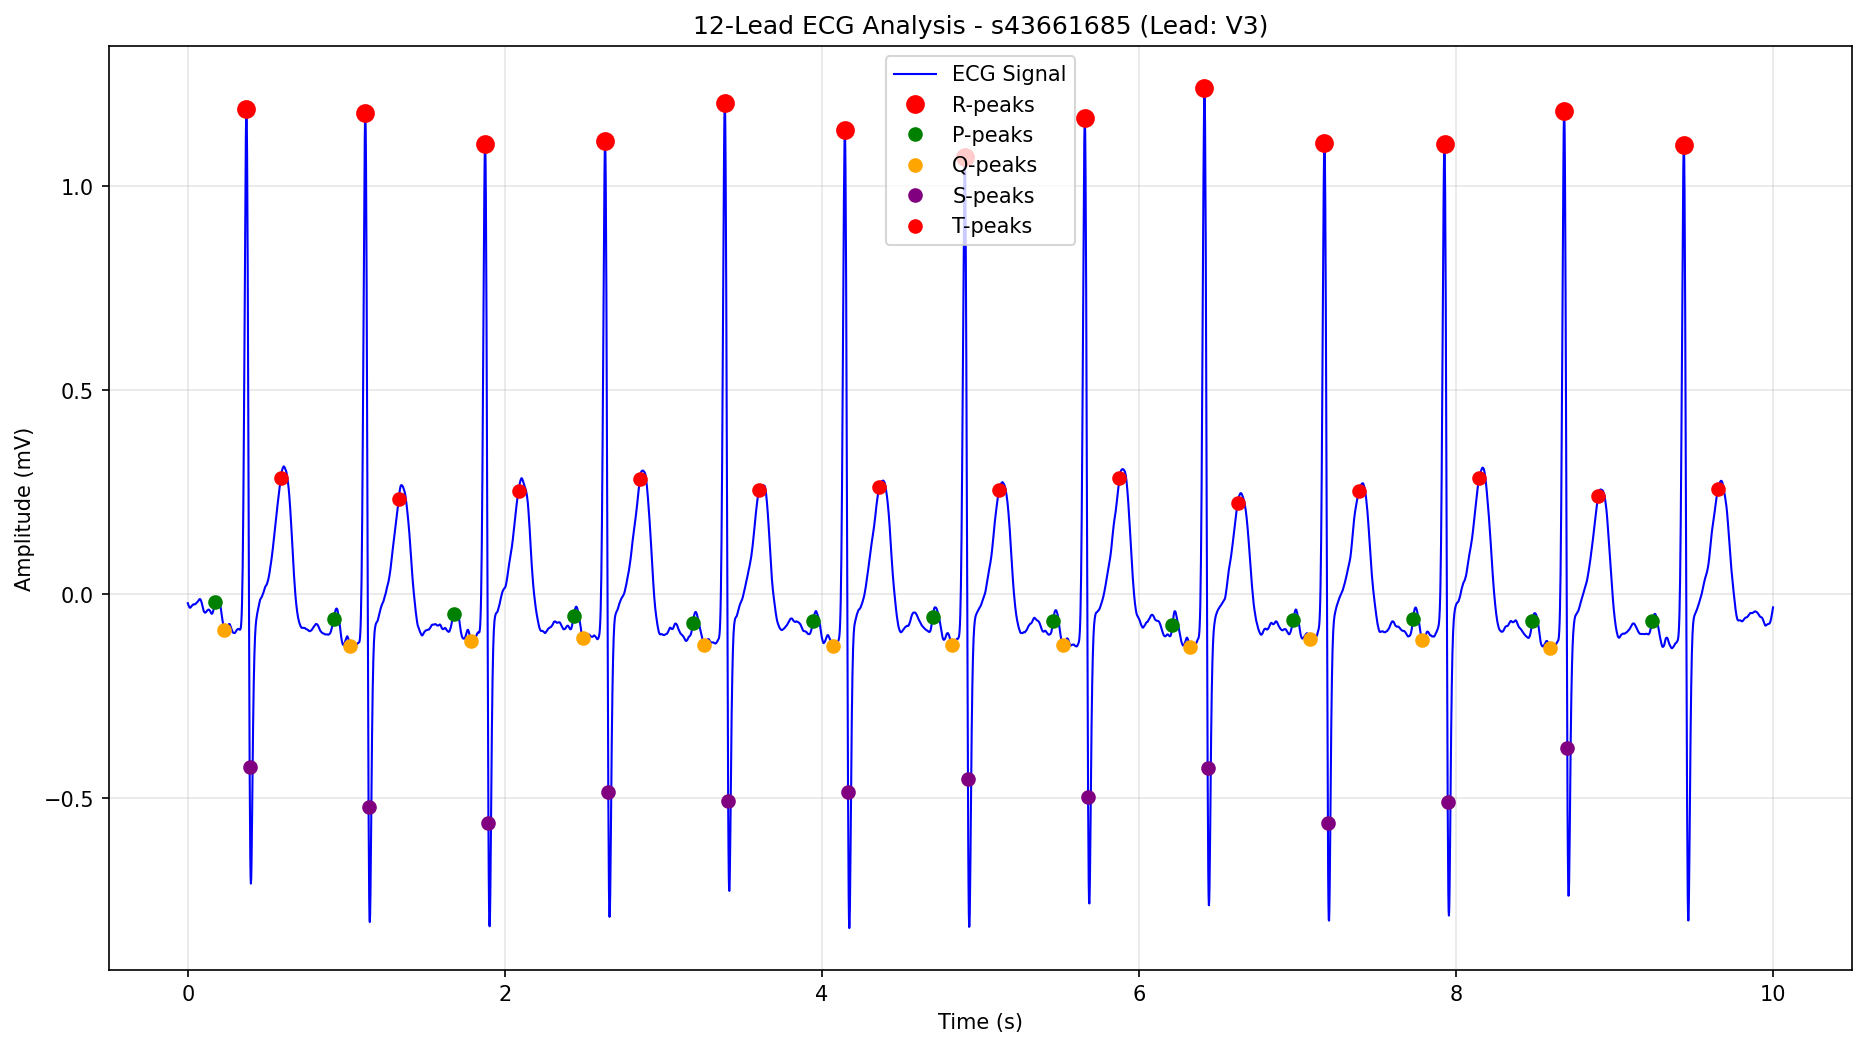 12-Lead ECG Analysis - s43661685 (Lead: V3)
ECG Signal
R-peaks
P-peaks
Q-peaks
S-peaks
T-peaks
Amplitude (mV)
1.0
0.5
0.0
−0.5
0
2
4
6
8
10
Time (s)